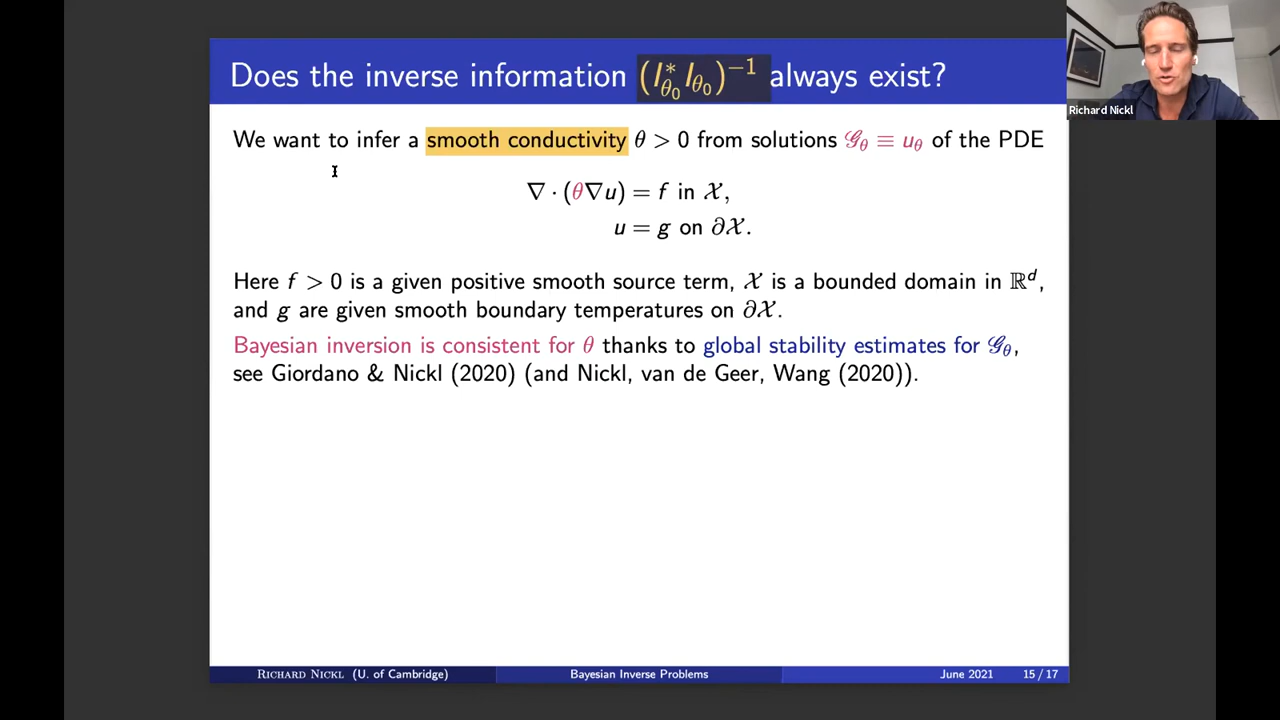 Does the inverse information (I*_θ₀ I_θ₀)⁻¹ always exist?
Richard Nickl
We want to infer a smooth conductivity θ > 0 from solutions 𝒢_θ ≡ u_θ of the PDE
∇ · (θ∇u) = f in 𝒳,
u = g on ∂𝒳.
Here f > 0 is a given positive smooth source term, 𝒳 is a bounded domain in ℝᵈ,
and g are given smooth boundary temperatures on ∂𝒳.
Bayesian inversion is consistent for θ thanks to global stability estimates for 𝒢_θ,
see Giordano & Nickl (2020) (and Nickl, van de Geer, Wang (2020)).
RICHARD NICKL (U. of Cambridge) Bayesian Inverse Problems June 2021 15 / 17